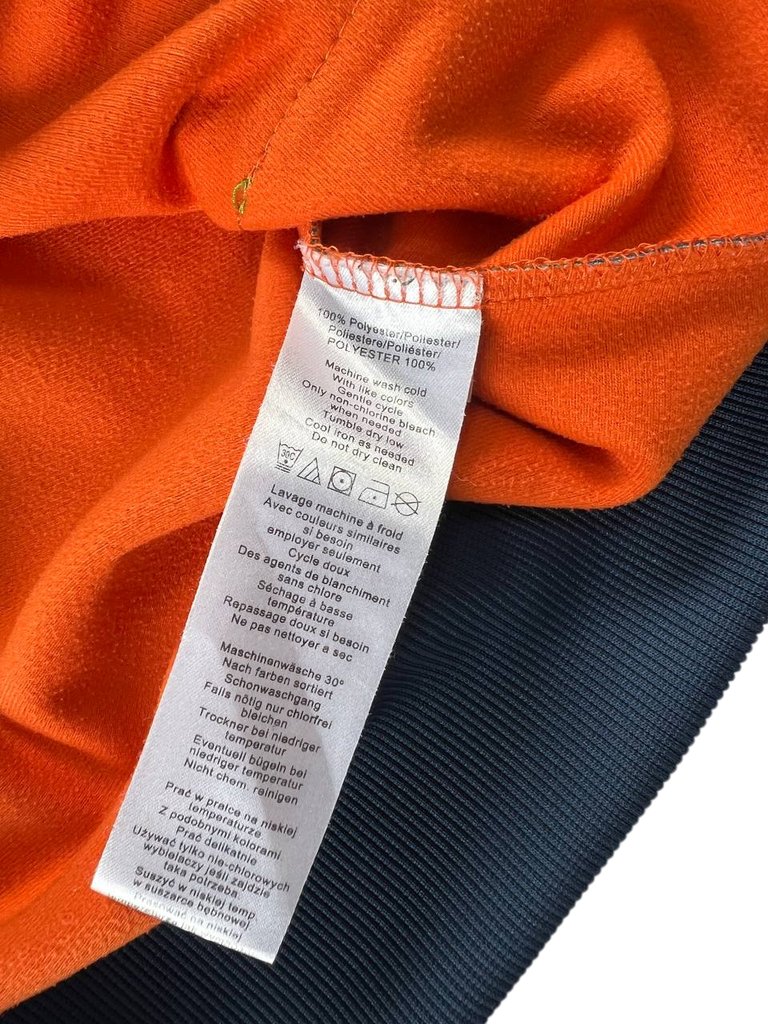 100% Polyester/Poliester/
Poliestere/Poliéster/
POLYESTER 100%
Machine wash cold
With like colors
Gentle cycle
Only non-chlorine bleach
when needed
Tumble dry low
Cool iron as needed
Do not dry clean
30C
Lavage machine à froid
Avec couleurs similaires
si besoin
employer seulement
Cycle doux
Des agents de blanchiment
sans chlore
Séchage à basse
température
Repassage doux si besoin
Ne pas nettoyer a sec
Maschinenwäsche 30°
Nach farben sortiert
Schonwaschgang
Falls nötig nur chlorfrei
bleichen
Trockner bei niedriger
temperatur
Eventuell bügeln bei
niedriger temperatur
Nicht chem. reinigen
Prać w pralce na niskiej
temperaturze
Z podobnymi kolorami
Prać delikatnie
Używać tylko nie-chlorowych
wybielaczy jeśli zajdzie
taka potrzeba
Suszyć w niskiej temp
w suszarce bębnowej
Prasować na niskiej